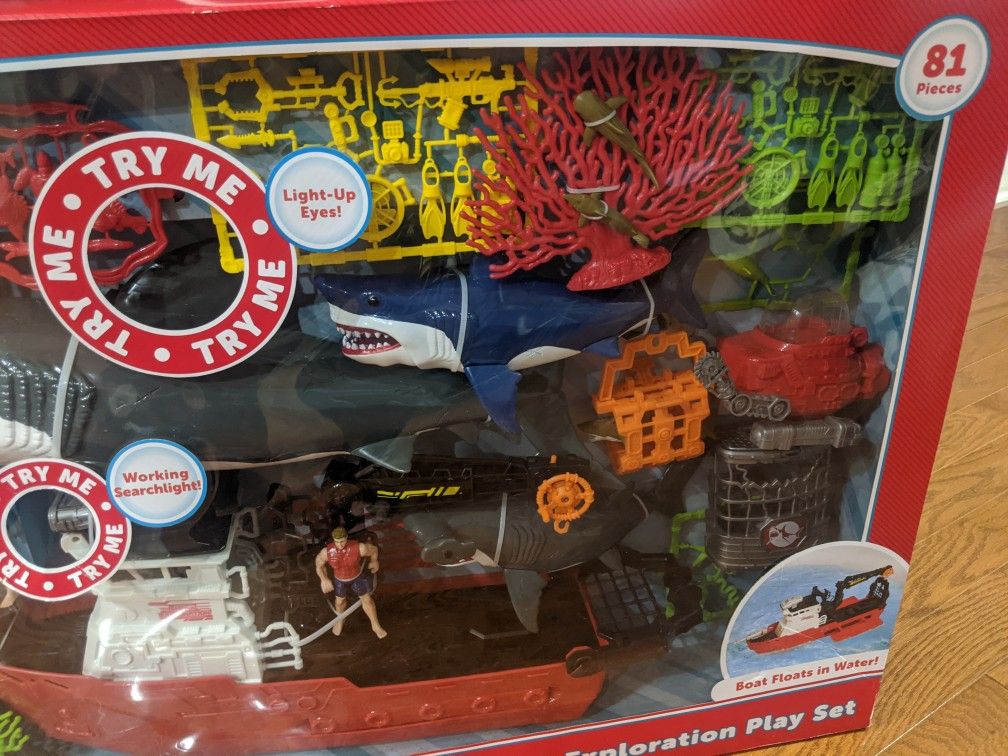 81
Pieces
TRY ME • TRY ME • TRY ME •
Light-Up
Eyes!
TRY ME
TRY ME
TRY
Working
Searchlight!
Boat Floats in Water!
Exploration Play Set